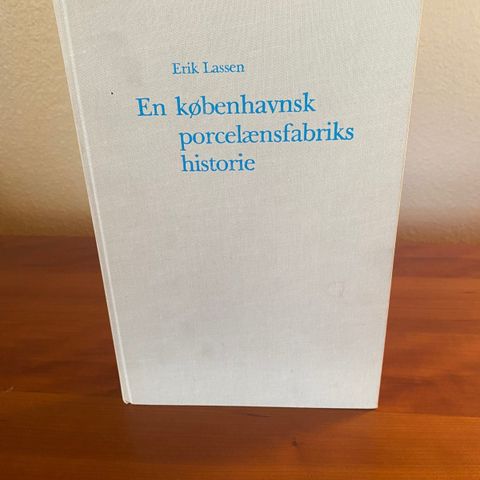 Erik Lassen
En københavnsk
porcelænsfabriks
historie